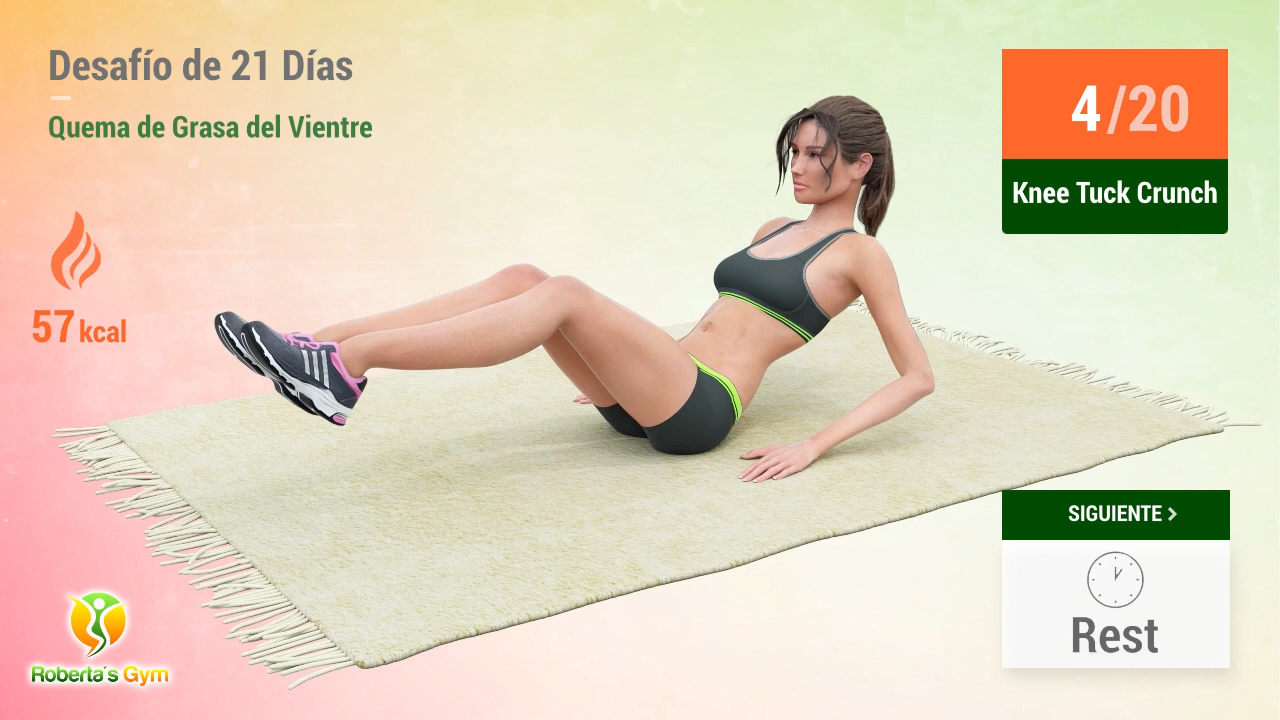 Desafío de 21 Días
Quema de Grasa del Vientre
4/20
Knee Tuck Crunch
57 kcal
SIGUIENTE >
Rest
Roberta´s Gym